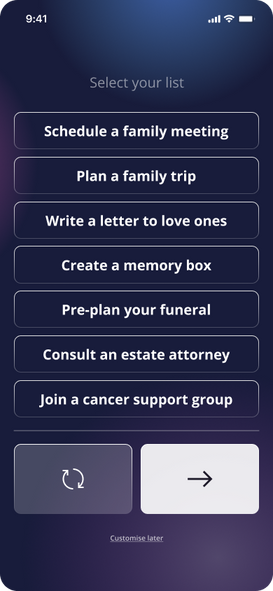 9:41
Select your list
Schedule a family meeting
Plan a family trip
Write a letter to love ones
Create a memory box
Pre-plan your funeral
Consult an estate attorney
Join a cancer support group
Customise later